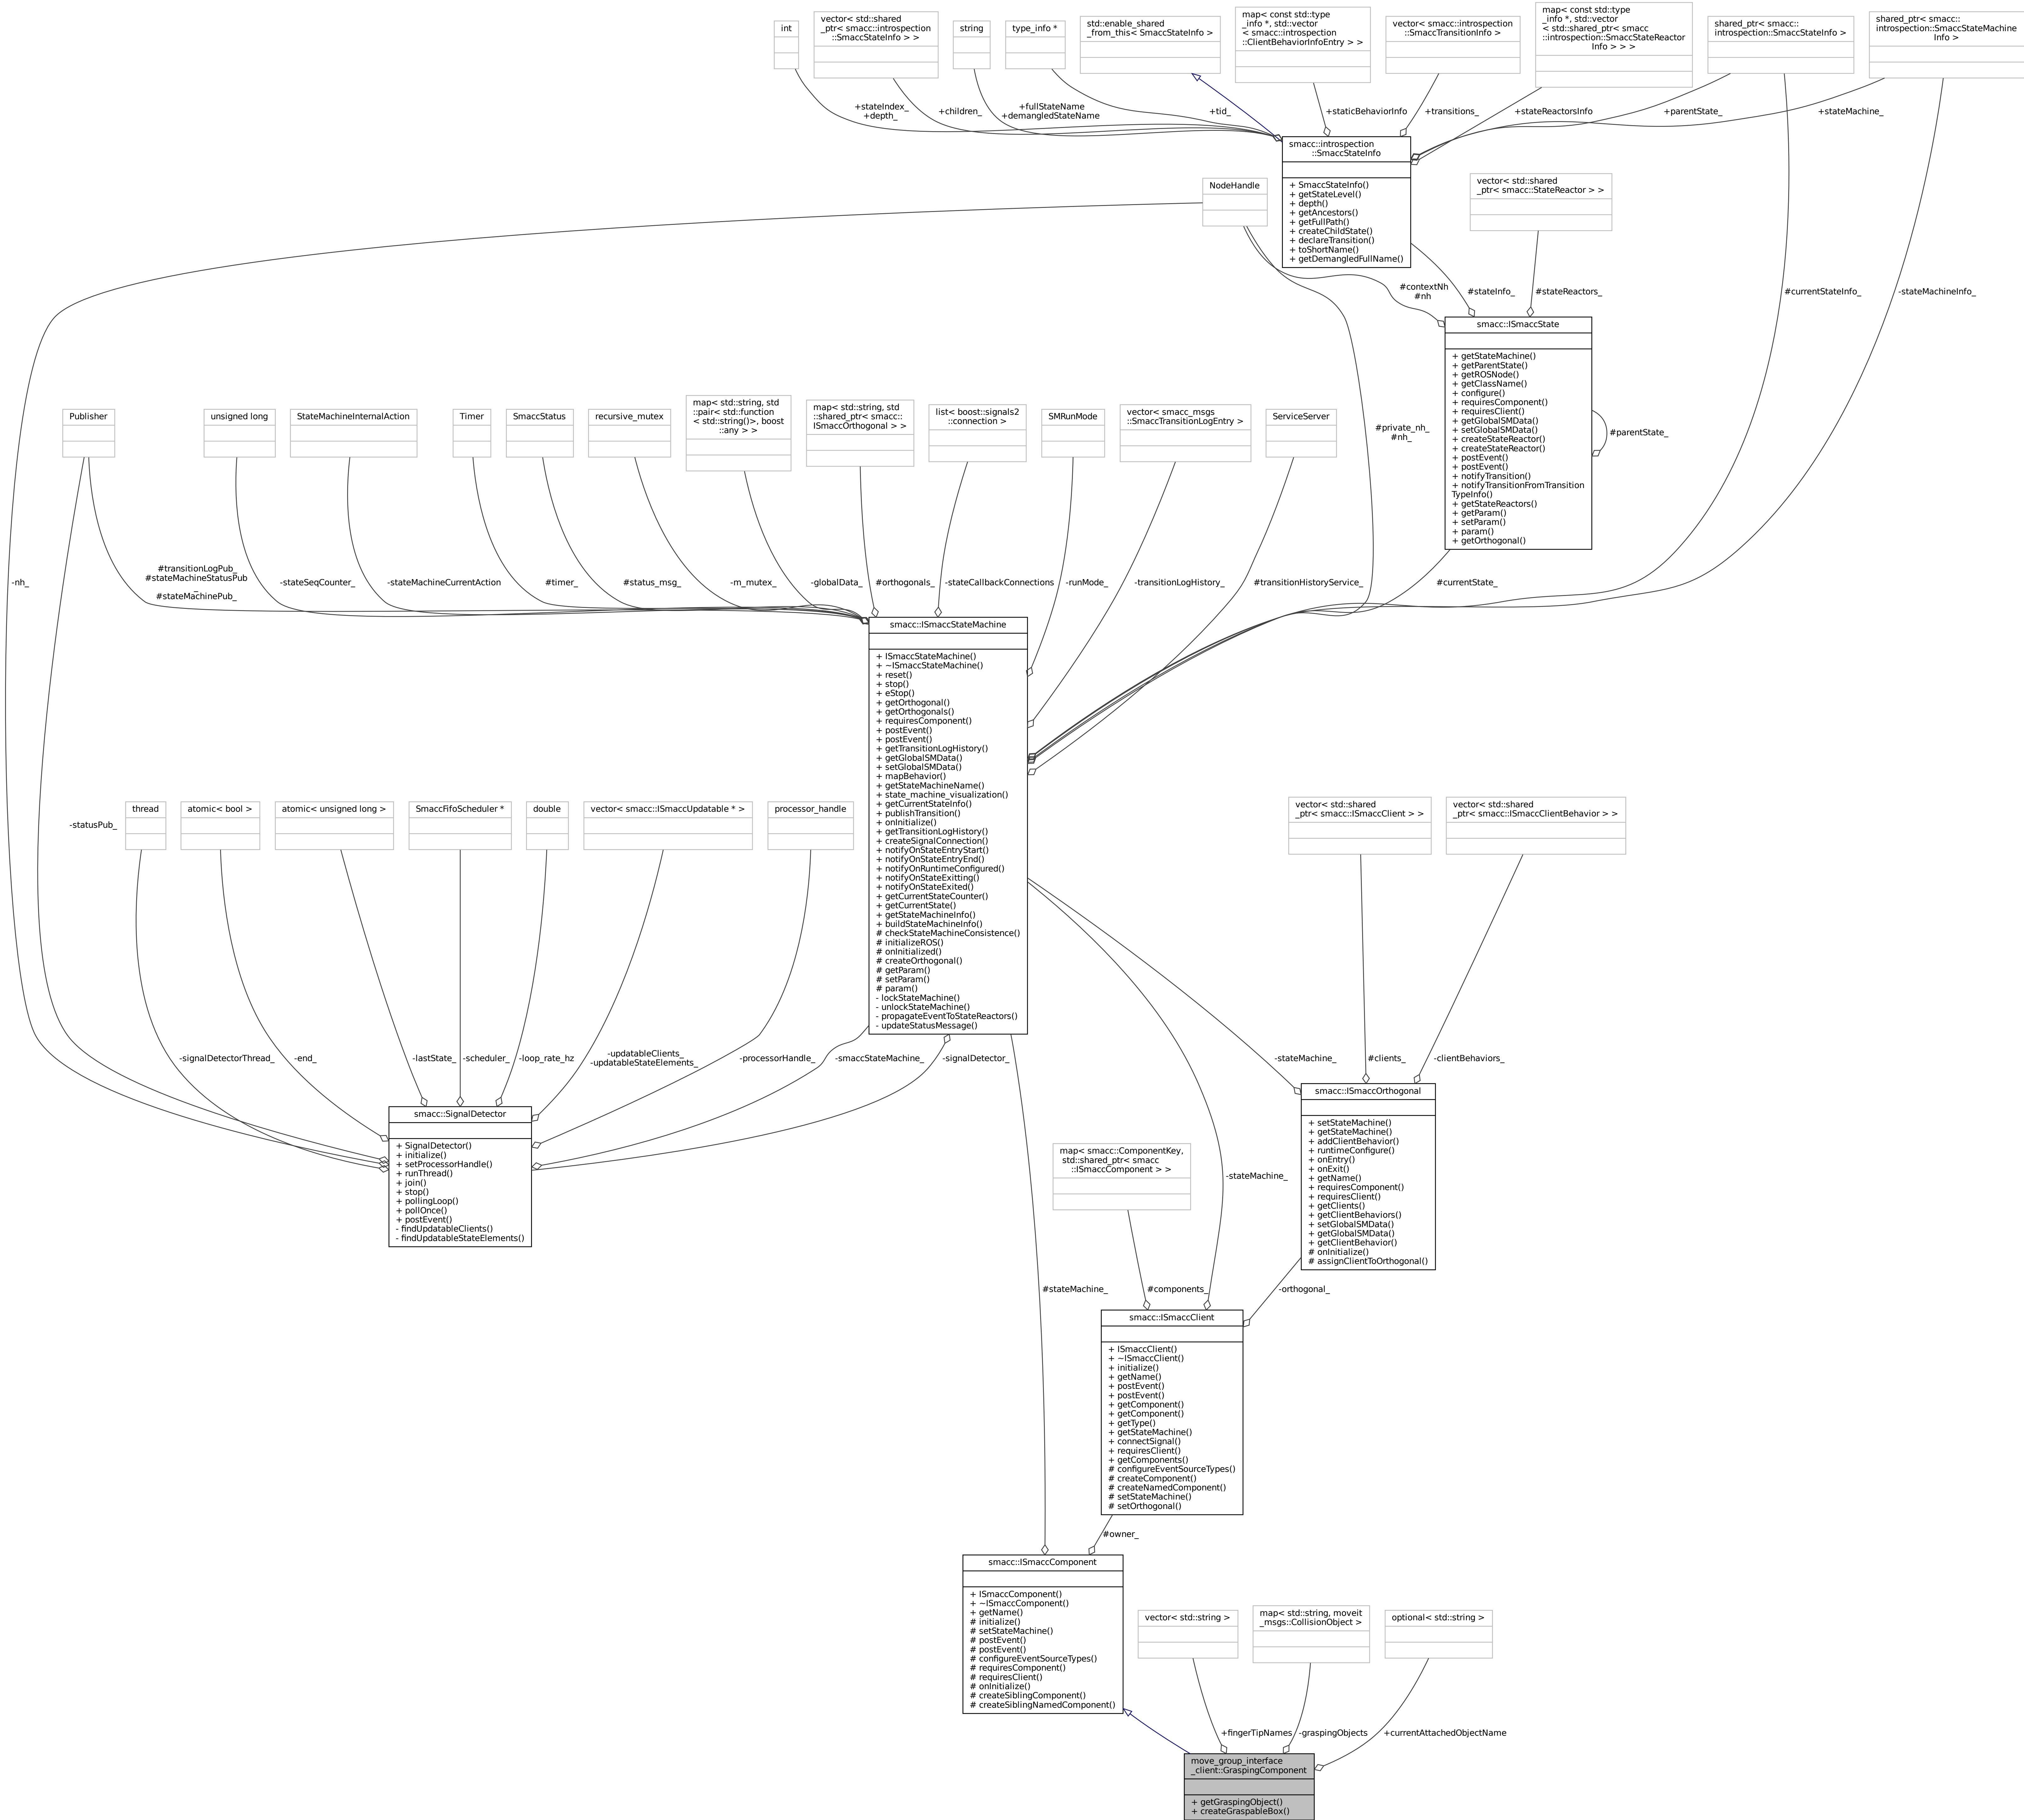 int
vector< std::shared
_ptr< smacc::introspection
::SmaccStateInfo > >
string
type_info *
std::enable_shared
_from_this< SmaccStateInfo >
map< const std::type
_info *, std::vector
< smacc::introspection
::ClientBehaviorInfoEntry > >
vector< smacc::introspection
::SmaccTransitionInfo >
map< const std::type
_info *, std::vector
< std::shared_ptr< smacc
::introspection::SmaccStateReactor
Info > > >
shared_ptr< smacc::
introspection::SmaccStateInfo >
shared_ptr< smacc::
introspection::SmaccStateMachine
Info >
+stateIndex_
+depth_
+children_
+fullStateName
+demangledStateName
+tid_
+staticBehaviorInfo
+transitions_
+stateReactorsInfo
+parentState_
+stateMachine_
smacc::introspection
::SmaccStateInfo
+ SmaccStateInfo()
+ getStateLevel()
+ depth()
+ getAncestors()
+ getFullPath()
+ createChildState()
+ declareTransition()
+ toShortName()
+ getDemangledFullName()
NodeHandle
vector< std::shared
_ptr< smacc::StateReactor > >
#contextNh
#nh
#stateInfo_
#stateReactors_
#currentStateInfo_
-stateMachineInfo_
smacc::ISmaccState
+ getStateMachine()
+ getParentState()
+ getROSNode()
+ getClassName()
+ configure()
+ requiresComponent()
+ requiresClient()
+ getGlobalSMData()
+ setGlobalSMData()
+ createStateReactor()
+ createStateReactor()
+ postEvent()
+ postEvent()
+ notifyTransition()
+ notifyTransitionFromTransition
TypeInfo()
+ getStateReactors()
+ getParam()
+ setParam()
+ param()
+ getOrthogonal()
#parentState_
Publisher
unsigned long
StateMachineInternalAction
Timer
SmaccStatus
recursive_mutex
map< std::string, std
::pair< std::function
< std::string()>, boost
::any > >
map< std::string, std
::shared_ptr< smacc::
ISmaccOrthogonal > >
list< boost::signals2
::connection >
SMRunMode
vector< smacc_msgs
::SmaccTransitionLogEntry >
ServiceServer
#private_nh_
#nh_
-nh_
#transitionLogPub_
#stateMachineStatusPub
_
#stateMachinePub_
-stateSeqCounter_
-stateMachineCurrentAction
#timer_
#status_msg_
-m_mutex_
-globalData_
#orthogonals_
-stateCallbackConnections
-runMode_
-transitionLogHistory_
#transitionHistoryService_
#currentState_
smacc::ISmaccStateMachine
+ ISmaccStateMachine()
+ ~ISmaccStateMachine()
+ reset()
+ stop()
+ eStop()
+ getOrthogonal()
+ getOrthogonals()
+ requiresComponent()
+ postEvent()
+ postEvent()
+ getTransitionLogHistory()
+ getGlobalSMData()
+ setGlobalSMData()
+ mapBehavior()
+ getStateMachineName()
+ state_machine_visualization()
+ getCurrentStateInfo()
+ publishTransition()
+ onInitialize()
+ getTransitionLogHistory()
+ createSignalConnection()
+ notifyOnStateEntryStart()
+ notifyOnStateEntryEnd()
+ notifyOnRuntimeConfigured()
+ notifyOnStateExitting()
+ notifyOnStateExited()
+ getCurrentStateCounter()
+ getCurrentState()
+ getStateMachineInfo()
+ buildStateMachineInfo()
# checkStateMachineConsistence()
# initializeROS()
# onInitialized()
# createOrthogonal()
# getParam()
# setParam()
# param()
- lockStateMachine()
- unlockStateMachine()
- propagateEventToStateReactors()
- updateStatusMessage()
-statusPub_
thread
atomic< bool >
atomic< unsigned long >
SmaccFifoScheduler *
double
vector< smacc::ISmaccUpdatable * >
processor_handle
vector< std::shared
_ptr< smacc::ISmaccClient > >
vector< std::shared
_ptr< smacc::ISmaccClientBehavior > >
-signalDetectorThread_
-end_
-lastState_
-scheduler_
-loop_rate_hz
-updatableClients_
-updatableStateElements_
-processorHandle_
-smaccStateMachine_
-signalDetector_
-stateMachine_
#clients_
-clientBehaviors_
smacc::SignalDetector
+ SignalDetector()
+ initialize()
+ setProcessorHandle()
+ runThread()
+ join()
+ stop()
+ pollingLoop()
+ pollOnce()
+ postEvent()
- findUpdatableClients()
- findUpdatableStateElements()
smacc::ISmaccOrthogonal
+ setStateMachine()
+ getStateMachine()
+ addClientBehavior()
+ runtimeConfigure()
+ onEntry()
+ onExit()
+ getName()
+ requiresComponent()
+ requiresClient()
+ getClients()
+ getClientBehaviors()
+ setGlobalSMData()
+ getGlobalSMData()
+ getClientBehavior()
# onInitialize()
# assignClientToOrthogonal()
map< smacc::ComponentKey,
std::shared_ptr< smacc
::ISmaccComponent > >
-stateMachine_
#stateMachine_
#components_
-orthogonal_
smacc::ISmaccClient
+ ISmaccClient()
+ ~ISmaccClient()
+ initialize()
+ getName()
+ postEvent()
+ postEvent()
+ getComponent()
+ getComponent()
+ getType()
+ getStateMachine()
+ connectSignal()
+ requiresClient()
+ getComponents()
# configureEventSourceTypes()
# createComponent()
# createNamedComponent()
# setStateMachine()
# setOrthogonal()
#owner_
smacc::ISmaccComponent
+ ISmaccComponent()
+ ~ISmaccComponent()
+ getName()
# initialize()
# setStateMachine()
# postEvent()
# postEvent()
# configureEventSourceTypes()
# requiresComponent()
# requiresClient()
# onInitialize()
# createSiblingComponent()
# createSiblingNamedComponent()
vector< std::string >
map< std::string, moveit
_msgs::CollisionObject >
optional< std::string >
+fingerTipNames
-graspingObjects
+currentAttachedObjectName
move_group_interface
_client::GraspingComponent
+ getGraspingObject()
+ createGraspableBox()